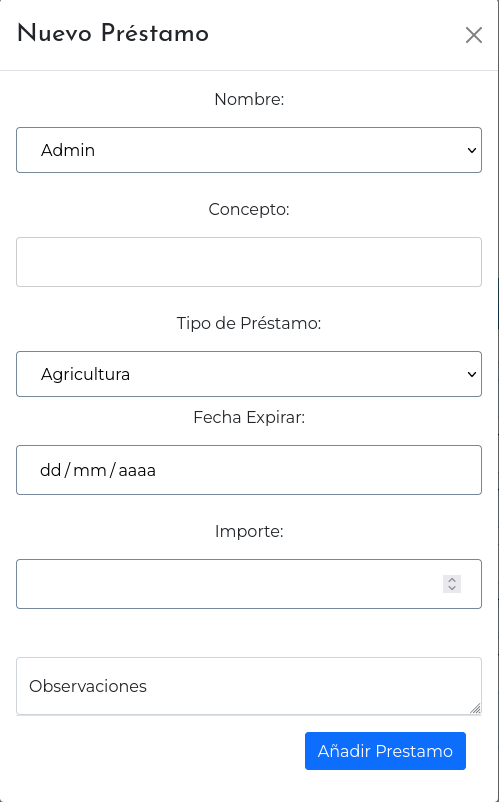 Nuevo Préstamo
Nombre:
Admin
Concepto:
Tipo de Préstamo:
Agricultura
Fecha Expirar:
dd/mm/aaaa
Importe:
Observaciones
Añadir Prestamo